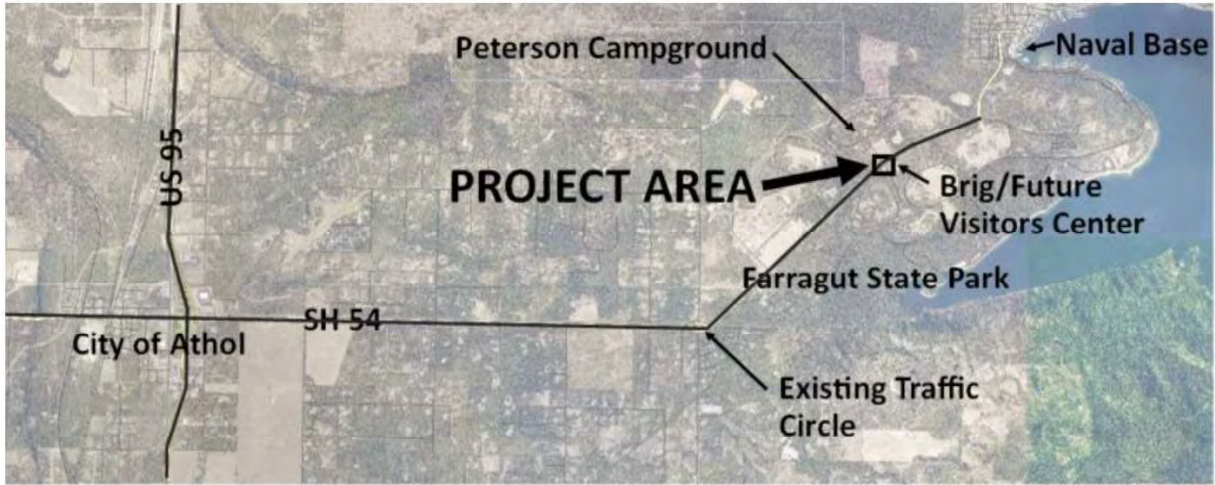 Peterson Campground
Naval Base
US 95
PROJECT AREA
Brig/Future
Visitors Center
Farragut State Park
SH 54
City of Athol
Existing Traffic
Circle